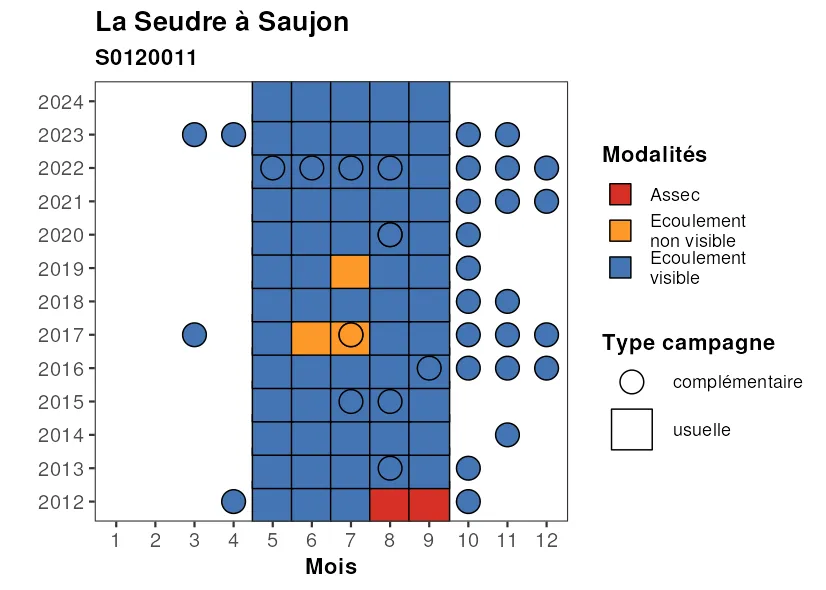 La Seudre à Saujon
S0120011
2024
2023
2022
2021
2020
2019
2018
2017
2016
2015
2014
2013
2012
1 2 3 4 5 6 7 8 9 10 11 12
Mois
Modalités
Assec
Ecoulement
non visible
Ecoulement
visible
Type campagne
complémentaire
usuelle